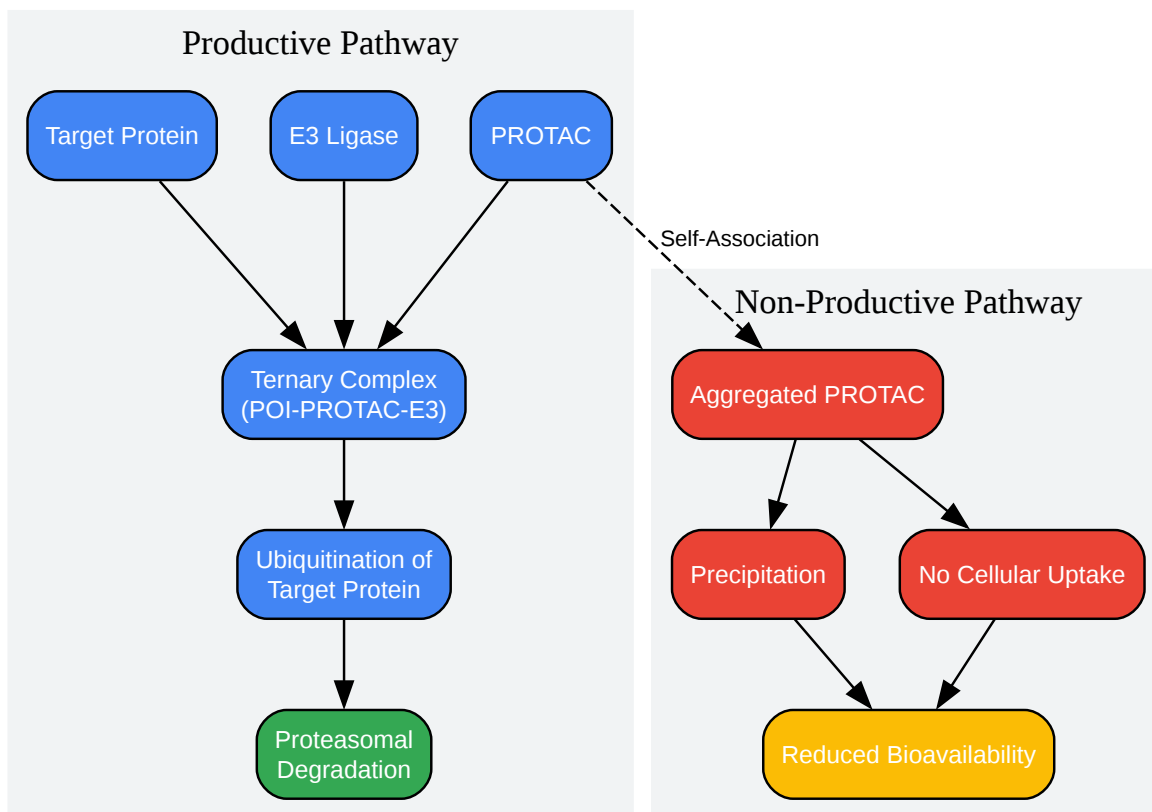 Productive Pathway
Target Protein
E3 Ligase
PROTAC
Self-Association
Non-Productive Pathway
Ternary Complex
(POI-PROTAC-E3)
Aggregated PROTAC
Ubiquitination of
Target Protein
Precipitation
No Cellular Uptake
Proteasomal
Degradation
Reduced Bioavailability